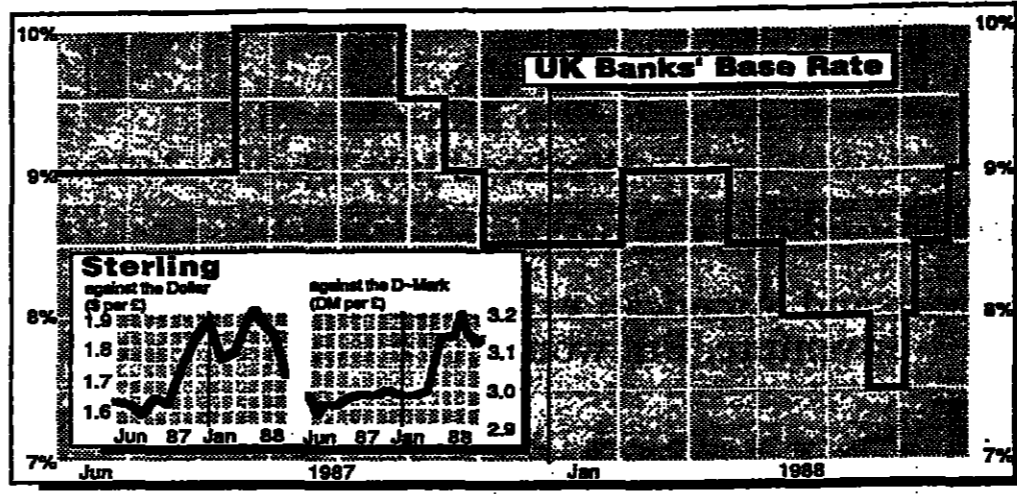 10% 10%
UK Banks' Base Rate
9% 9%
Sterling
against the Dollar
($ per £)
against the D-Mark
(DM per £)
8% 8%
1.9 3.2
1.8 3.1
1.7 3.0
1.6 2.9
Jun 87 Jan 88 Jun 87 Jan 88
7% 7%
Jun 1987 Jan 1988